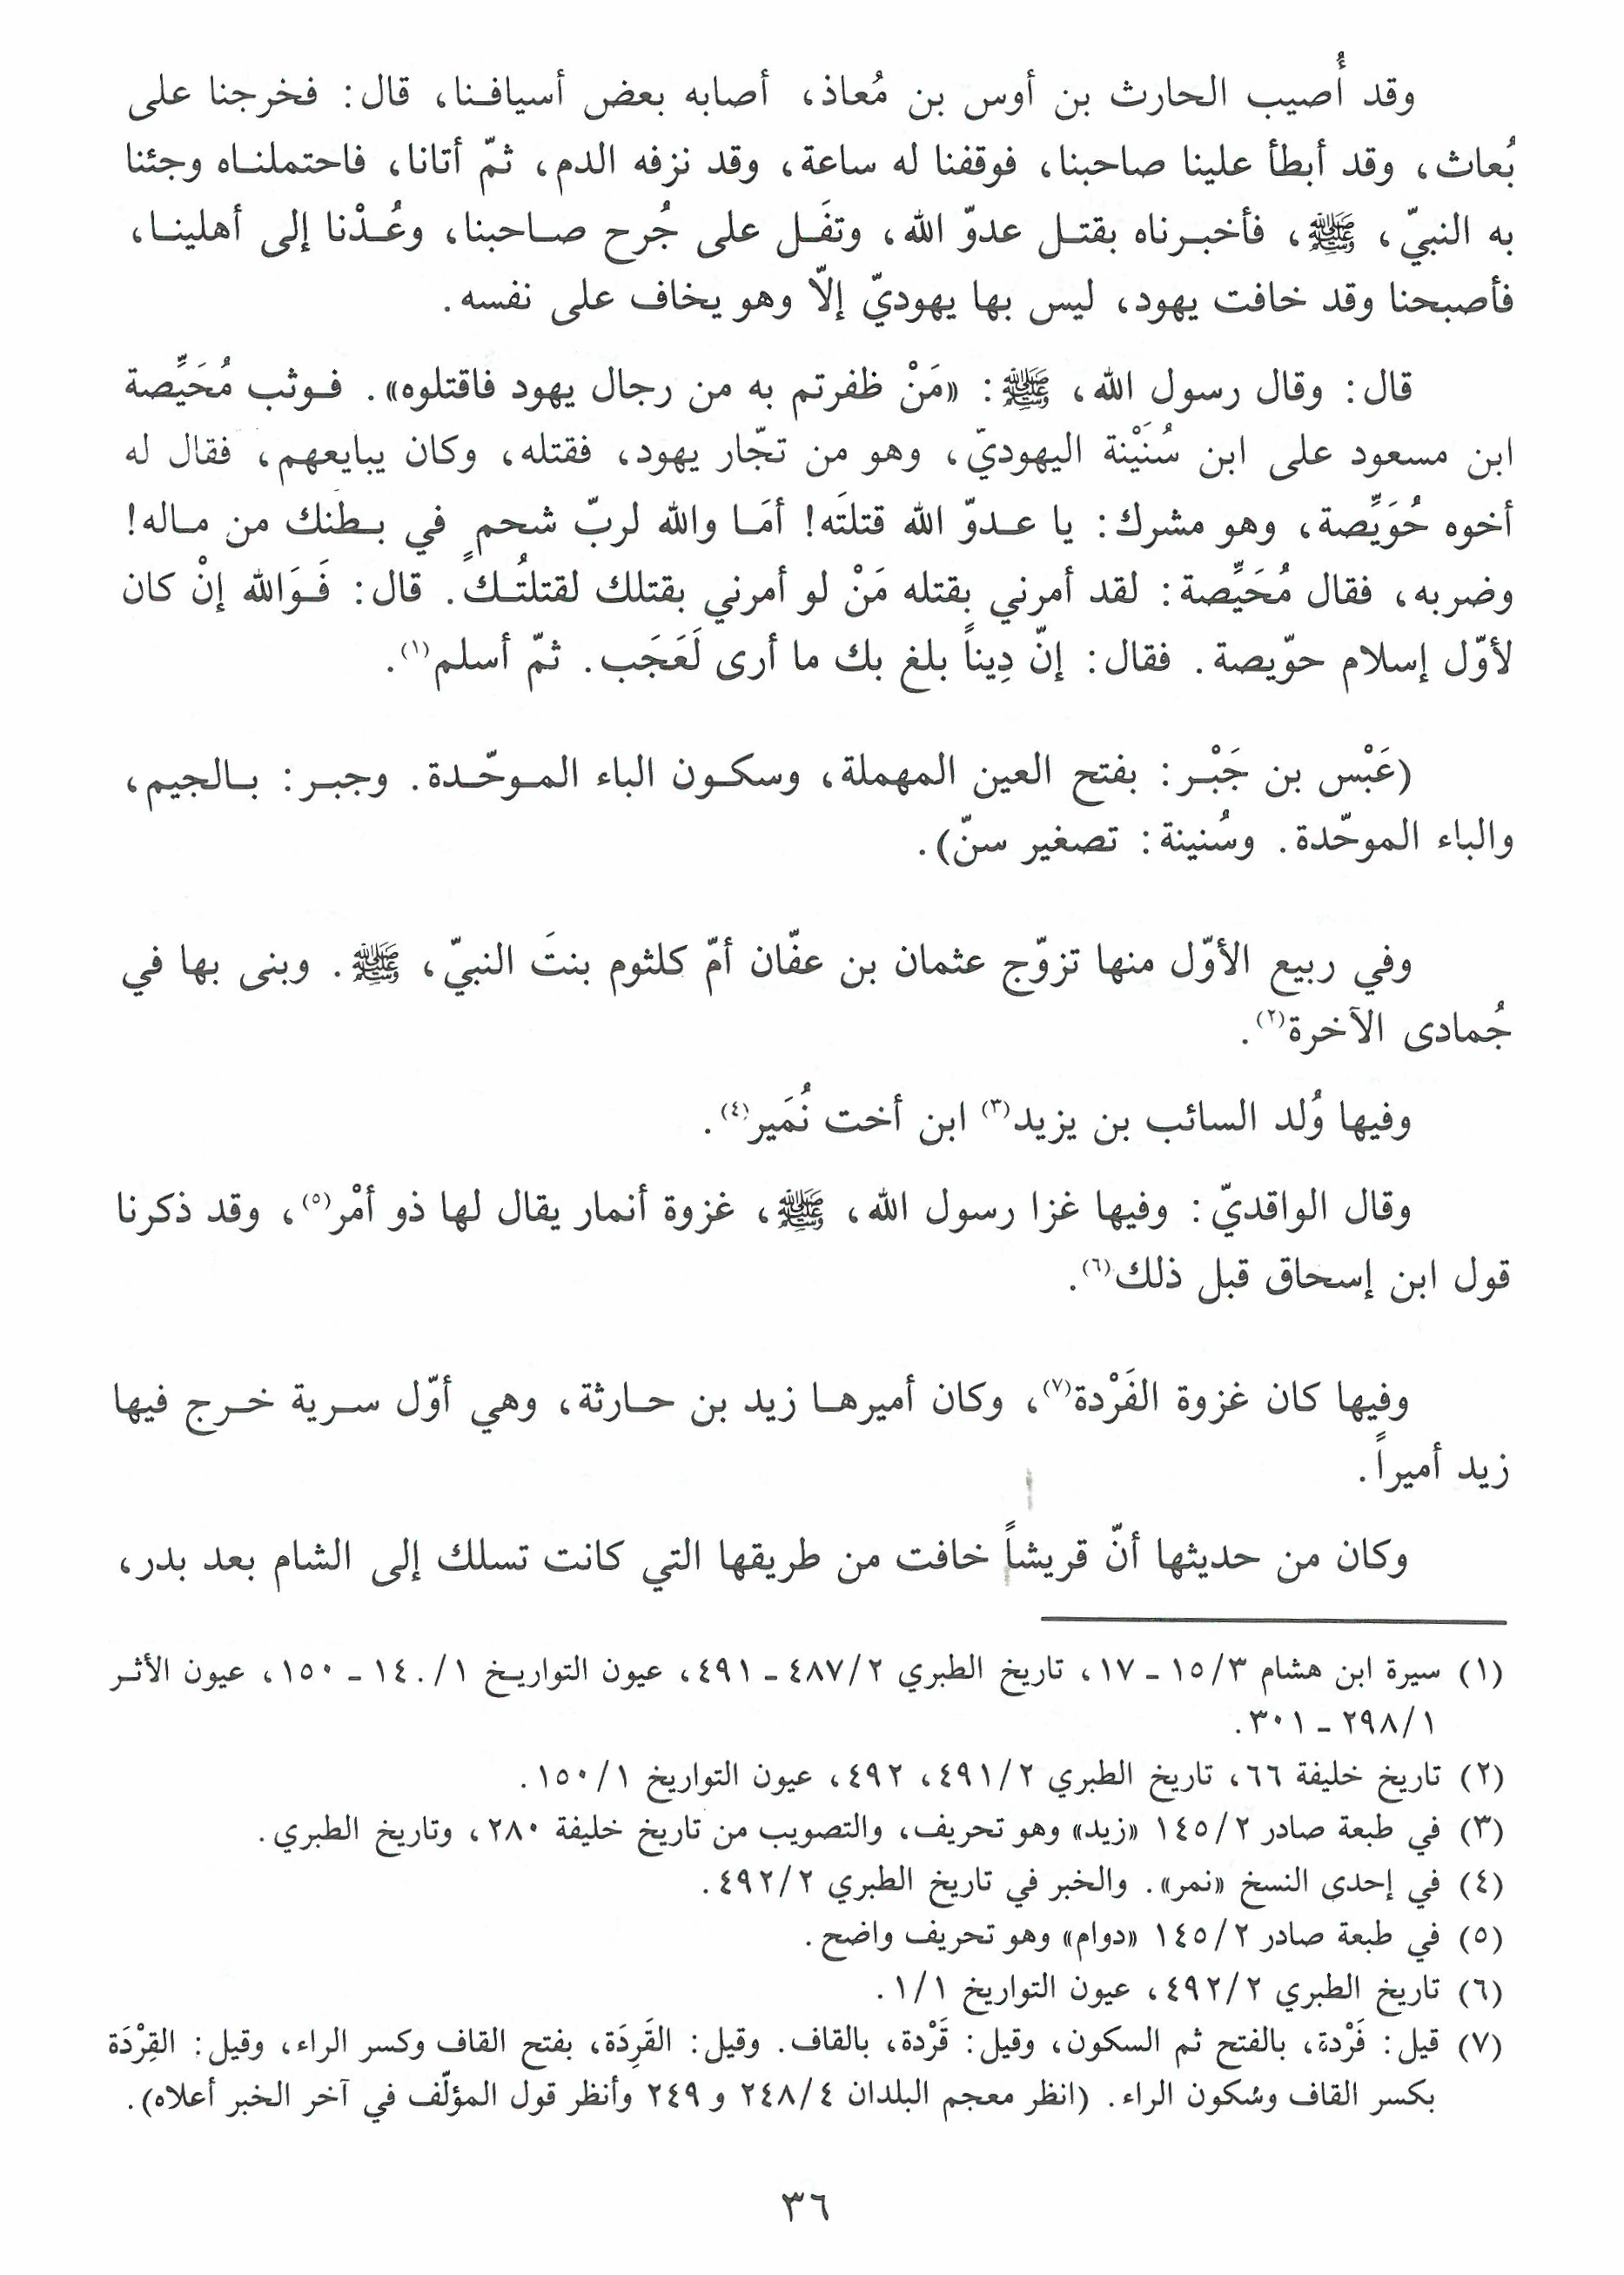 وقد أُصيب الحارث بن أوس بن مُعاذ، أصابه بعض أسيافنا، قال: فخرجنا على
بُعاث، وقد أبطأ علينا صاحبنا، فوقفنا له ساعة، وقد نزفه الدم، ثمّ أتانا، فاحتملناه وجئنا
به النبيّ، ﷺ، فأخبرناه بقتل عدوّ الله، وتفَل على جُرح صاحبنا، وعُدْنا إلى أهلينا،
فأصبحنا وقد خافت يهود، ليس بها يهوديّ إلاّ وهو يخاف على نفسه.
قال: وقال رسول الله، ﷺ: «مَنْ ظفرتم به من رجال يهود فاقتلوه». فوثب مُحَيِّصة
ابن مسعود على ابن سُنَيْنة اليهوديّ، وهو من تجّار يهود، فقتله، وكان يبايعهم، فقال له
أخوه حُوَيِّصة، وهو مشرك: يا عدوّ الله قتلتَه! أمَا والله لربّ شحمٍ في بطنك من ماله!
وضربه، فقال مُحَيِّصة: لقد أمرني بقتله مَنْ لو أمرني بقتلك لقتلتُك. قال: فَوَالله إنْ كان
لأوّل إسلام حوّيصة. فقال: إنّ دِيناً بلغ بك ما أرى لَعَجَب. ثمّ أسلم(١).
(عَبْس بن جَبْر: بفتح العين المهملة، وسكون الباء الموحّدة. وجبر: بالجيم،
والباء الموحّدة. وسُنينة: تصغير سنّ).
وفي ربيع الأوّل منها تزوّج عثمان بن عفّان أمّ كلثوم بنتَ النبيّ، ﷺ. وبنى بها في
جُمادى الآخرة(٢).
وفيها وُلد السائب بن يزيد(٣) ابن أخت نُمَير(٤).
وقال الواقديّ: وفيها غزا رسول الله، ﷺ، غزوة أنمار يقال لها ذو أمْر(٥)، وقد ذكرنا
قول ابن إسحاق قبل ذلك(٦).
وفيها كان غزوة الفَرْدة(٧)، وكان أميرها زيد بن حارثة، وهي أوّل سرية خرج فيها
زيد أميراً.
وكان من حديثها أنّ قريشاً خافت من طريقها التي كانت تسلك إلى الشام بعد بدر،
(١) سيرة ابن هشام ١٥/٣ ـ ١٧، تاريخ الطبري ٤٨٧/٢ ـ ٤٩١، عيون التواريخ ١/.١٤ ـ ١٥٠، عيون الأثر
٢٩٨/١ ـ ٣٠١.
(٢) تاريخ خليفة ٦٦، تاريخ الطبري ٤٩١/٢، ٤٩٢، عيون التواريخ ١٥٠/١.
(٣) في طبعة صادر ١٤٥/٢ «زيد» وهو تحريف، والتصويب من تاريخ خليفة ٢٨٠، وتاريخ الطبري.
(٤) في إحدى النسخ «نمر». والخبر في تاريخ الطبري ٤٩٢/٢.
(٥) في طبعة صادر ١٤٥/٢ «دوام» وهو تحريف واضح.
(٦) تاريخ الطبري ٤٩٢/٢، عيون التواريخ ١/١.
(٧) قيل: فَرْدة، بالفتح ثم السكون، وقيل: قَرْدة، بالقاف. وقيل: القَرِدَة، بفتح القاف وكسر الراء، وقيل: القِرْدَة
بكسر القاف وسُكون الراء. (انظر معجم البلدان ٢٤٨/٤ و ٢٤٩ وأنظر قول المؤلّف في آخر الخبر أعلاه).
٣٦